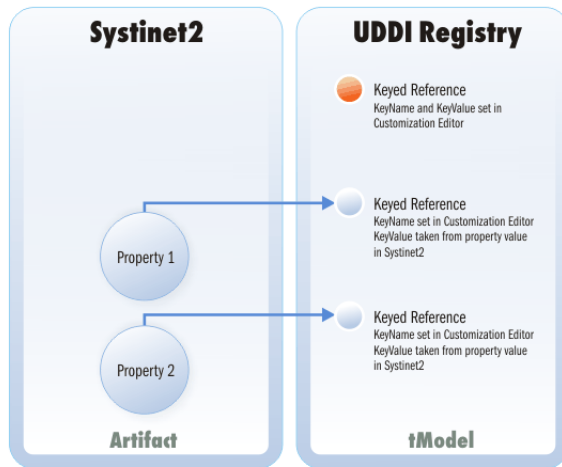 Systinet2
UDDI Registry
Keyed Reference
KeyName and KeyValue set in
Customization Editor
Keyed Reference
KeyName set in Customization Editor
KeyValue taken from property value
in Systinet2
Property 1
Keyed Reference
KeyName set in Customization Editor
KeyValue taken from property value
in Systinet2
Property 2
Artifact
tModel